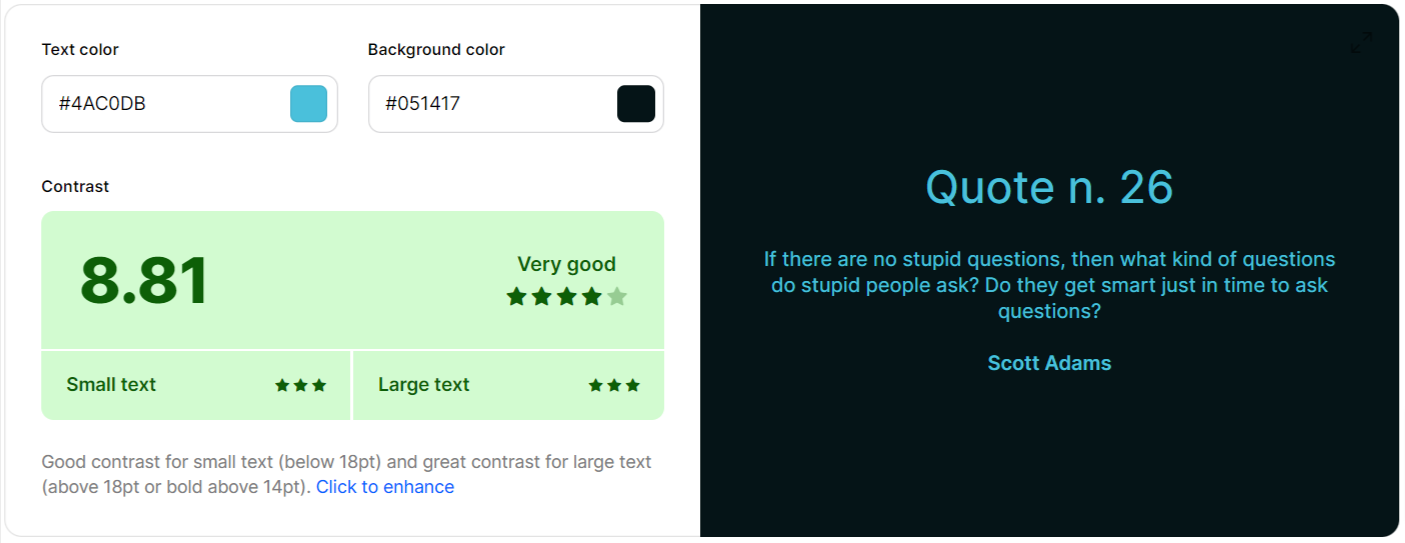 Text color
Background color
#4AC0DB
#051417
Contrast
8.81
Very good
Small text
Large text
Good contrast for small text (below 18pt) and great contrast for large text
(above 18pt or bold above 14pt). Click to enhance
Quote n. 26
If there are no stupid questions, then what kind of questions
do stupid people ask? Do they get smart just in time to ask
questions?
Scott Adams